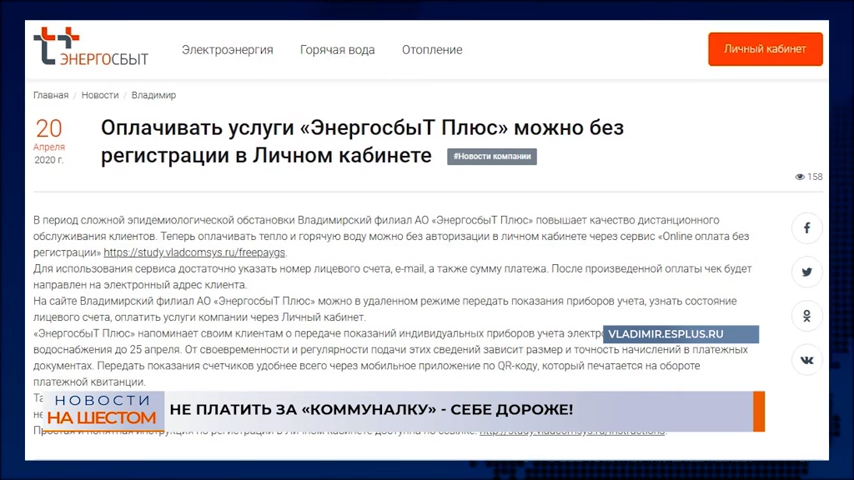 ЭНЕРГОСБЫТ
Электроэнергия Горячая вода Отопление
Личный кабинет
Главная / Новости / Владимир
20
Апреля
2020 г.
Оплачивать услуги «ЭнергосбыТ Плюс» можно без
регистрации в Личном кабинете
#Новости компании
158
В период сложной эпидемиологической обстановки Владимирский филиал АО «ЭнергосбыТ Плюс» повышает качество дистанционного
обслуживания клиентов. Теперь оплачивать тепло и горячую воду можно без авторизации в личном кабинете через сервис «Online оплата без
регистрации» https://study.vladcomsys.ru/freepaygs.
Для использования сервиса достаточно указать номер лицевого счета, e-mail, а также сумму платежа. После произведенной оплаты чек будет
направлен на электронный адрес клиента.
На сайте Владимирский филиал АО «ЭнергосбыТ Плюс» можно в удаленном режиме передать показания приборов учета, узнать состояние
лицевого счета, оплатить услуги компании через Личный кабинет.
«ЭнергосбыТ Плюс» напоминает своим клиентам о передаче показаний индивидуальных приборов учета
VLADIMIR.ESPLUS.RU
водоснабжения до 25 апреля. От своевременности и регулярности подачи этих сведений зависит размер и точность начислений в платежных
документах. Передать показания счетчиков удобнее всего через мобильное приложение по QR-коду, который печатается на обороте
платежной квитанции.
НОВОСТИ
НА ШЕСТОМ
НЕ ПЛАТИТЬ ЗА «КОММУНАЛКУ» - СЕБЕ ДОРОЖЕ!